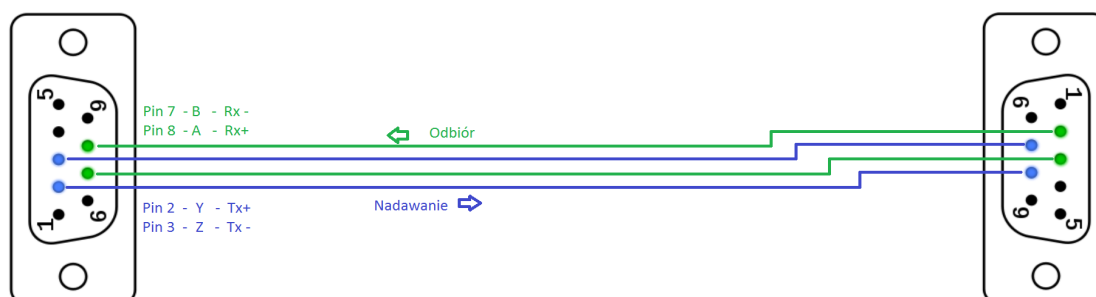 5
9
Pin 7 - B - Rx -
Pin 8 - A - Rx+
Odbiór
1
6
Nadawanie
Pin 2 - Y - Tx+
Pin 3 - Z - Tx -
1
6
9
5